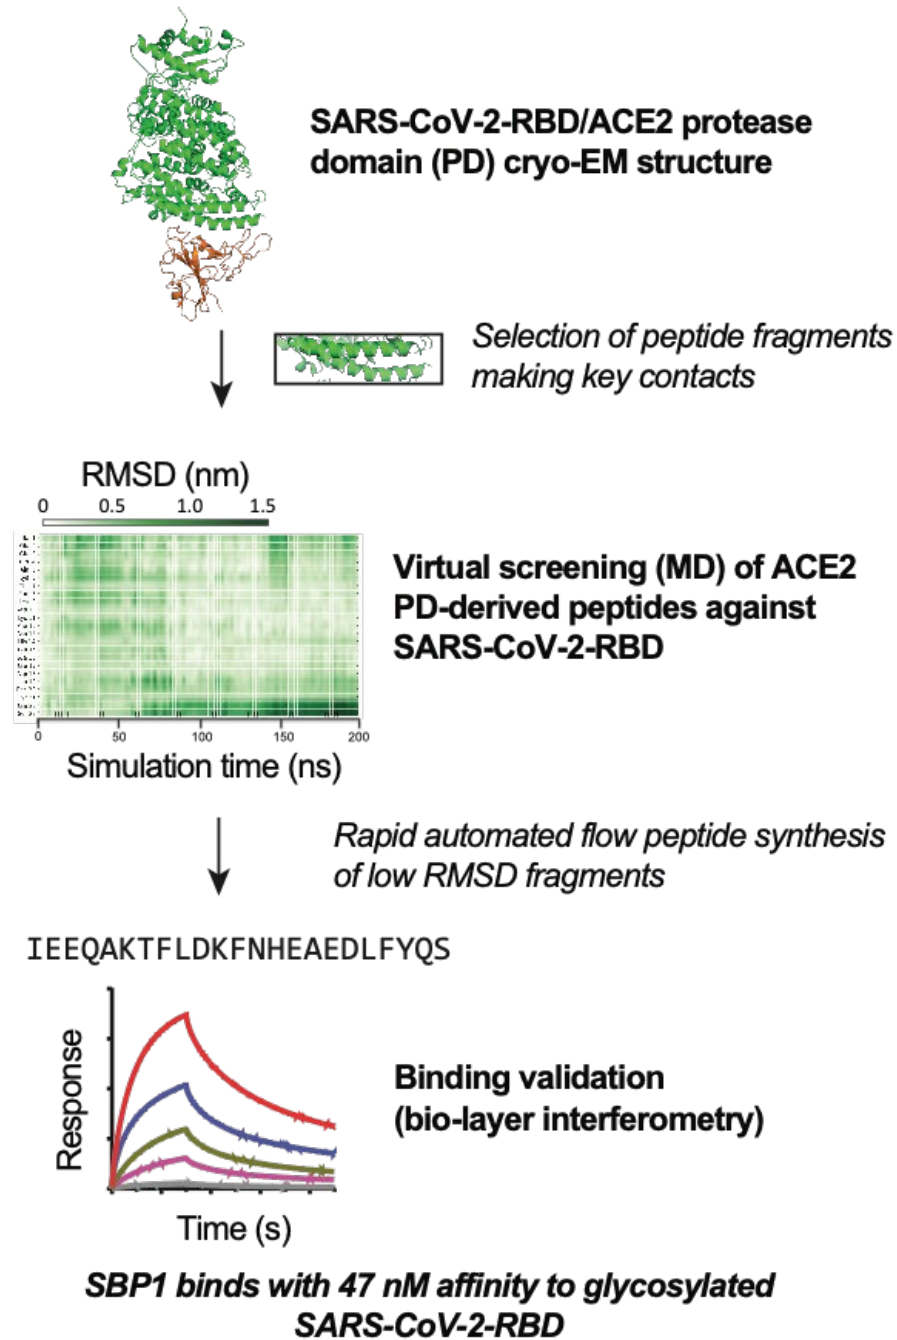 SARS-CoV-2-RBD/ACE2 protease
domain (PD) cryo-EM structure
Selection of peptide fragments
making key contacts
RMSD (nm)
0 0.5 1.0 1.5
Virtual screening (MD) of ACE2
PD-derived peptides against
SARS-CoV-2-RBD
0 50 100 150 200
Simulation time (ns)
Rapid automated flow peptide synthesis
of low RMSD fragments
IEEQAKTFLDKFNHEAEDLFYQS
Response
Binding validation
(bio-layer interferometry)
Time (s)
SBP1 binds with 47 nM affinity to glycosylated
SARS-CoV-2-RBD